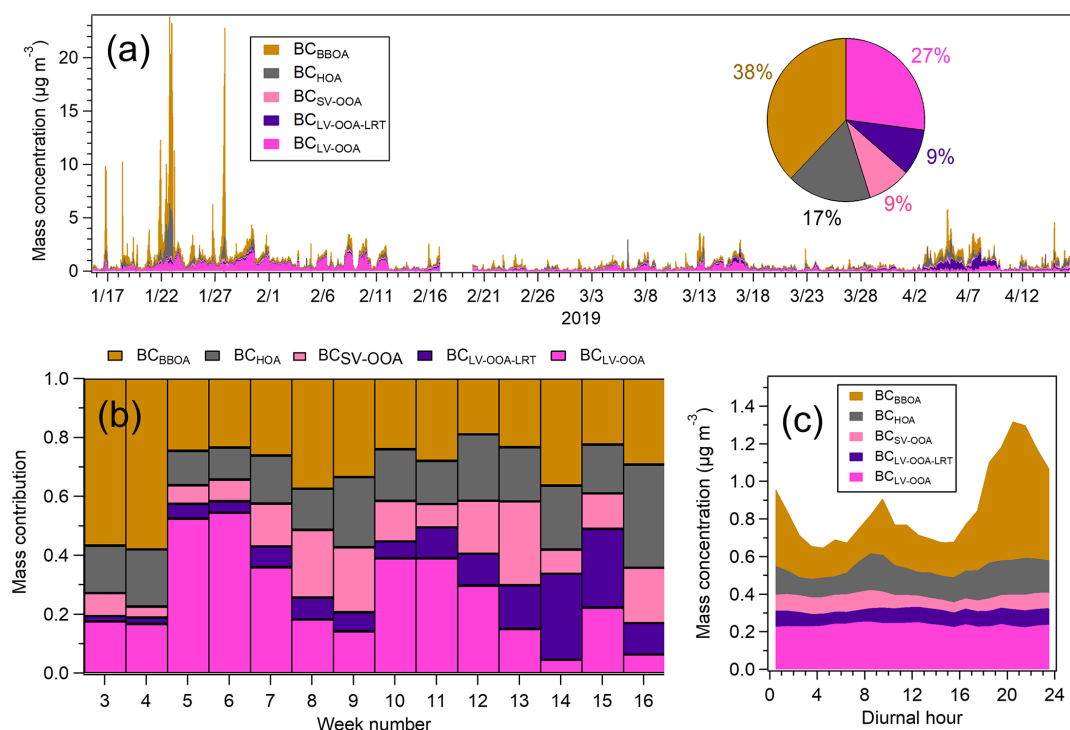 (a)
Mass concentration (µg m⁻³)
20
15
10
5
0
BC_BBOA
BC_HOA
BC_SV-OOA
BC_LV-OOA-LRT
BC_LV-OOA
38%
27%
9%
9%
17%
1/17 1/22 1/27 2/1 2/6 2/11 2/16 2/21 2/26 3/3 3/8 3/13 3/18 3/23 3/28 4/2 4/7 4/12
2019
BC_BBOA BC_HOA BC_SV-OOA BC_LV-OOA-LRT BC_LV-OOA
(b)
Mass contribution
1.0
0.8
0.6
0.4
0.2
0.0
3 4 5 6 7 8 9 10 11 12 13 14 15 16
Week number
(c)
Mass concentration (µg m⁻³)
1.4
1.2
1.0
0.8
0.6
0.4
0.2
0.0
BC_BBOA
BC_HOA
BC_SV-OOA
BC_LV-OOA-LRT
BC_LV-OOA
0 4 8 12 16 20 24
Diurnal hour